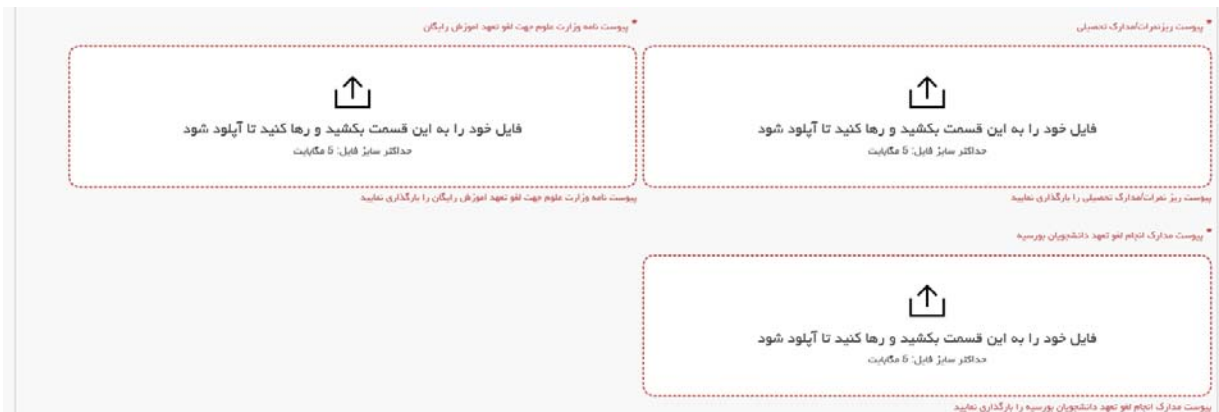 * پیوست ریزنمرات/مدارک تحصیلی
فایل خود را به این قسمت بکشید و رها کنید تا آپلود شود
حداکثر سایز فایل: 5 مگابایت
پیوست ریز نمرات/مدارک تحصیلی را بارگذاری نمایید
* پیوست نامه وزارت علوم جهت لغو تعهد اموزش رایگان
فایل خود را به این قسمت بکشید و رها کنید تا آپلود شود
حداکثر سایز فایل: 5 مگابایت
پیوست نامه وزارت علوم جهت لغو تعهد اموزش رایگان را بارگذاری نمایید
* پیوست مدارک انجام لغو تعهد دانشجویان بورسیه
فایل خود را به این قسمت بکشید و رها کنید تا آپلود شود
حداکثر سایز فایل: 5 مگابایت
پیوست مدارک انجام لغو تعهد دانشجویان بورسیه را بارگذاری نمایید